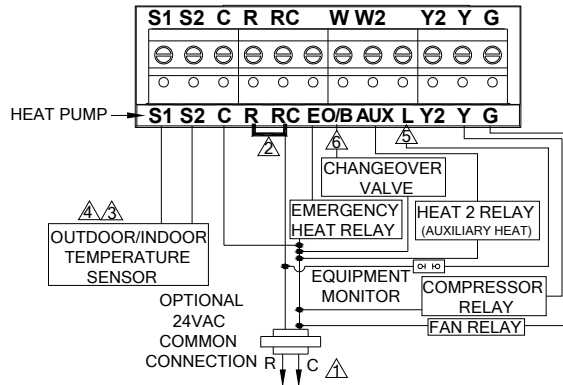 S1 S2 C R RC W W2 Y2 Y G
HEAT PUMP
S1 S2 C R RC E O/B AUX L Y2 Y G
2
6
5
CHANGEOVER
VALVE
4 3
EMERGENCY
HEAT RELAY
HEAT 2 RELAY
(AUXILIARY HEAT)
OUTDOOR/INDOOR
TEMPERATURE
SENSOR
EQUIPMENT
MONITOR
COMPRESSOR
RELAY
FAN RELAY
OPTIONAL
24VAC
COMMON
CONNECTION
R C 1